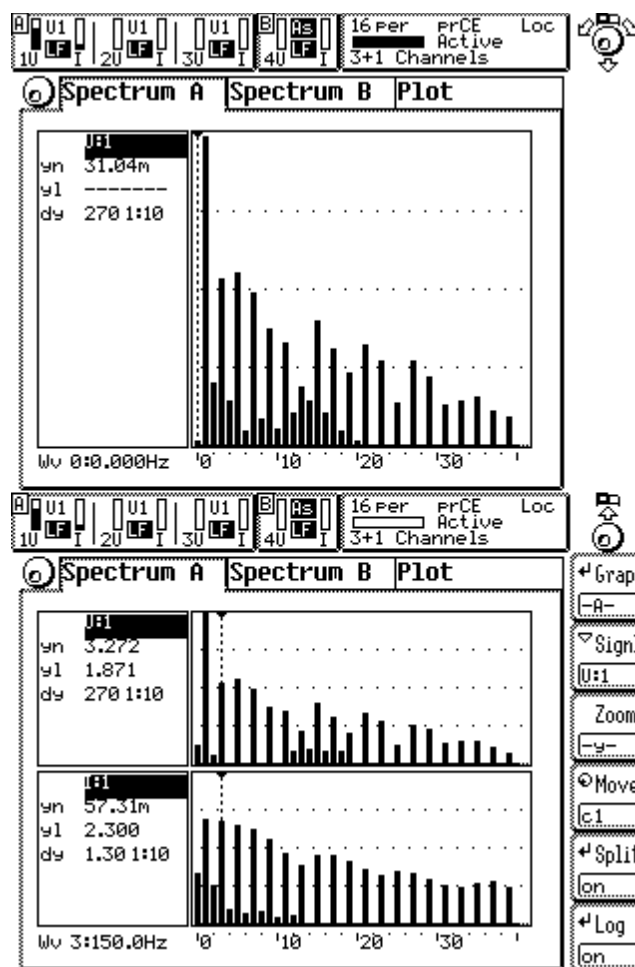 A U1 U1 U1 B As 16 per prCE Loc
LF LF LF LF Active
1U I 2U I 3U I 4U I 3+1 Channels
Spectrum A Spectrum B Plot
U:1
yn 31.04m
yl -------
dy 270 1:10
Wv 0:0.000Hz '0 '10 '20 '30 '
A U1 U1 U1 B As 16 per prCE Loc
LF LF LF LF Active
1U I 2U I 3U I 4U I 3+1 Channels
Spectrum A Spectrum B Plot
Grap
-A-
U:1
yn 3.272
yl 1.871
dy 270 1:10
Sign
U:1
Zoom
-y-
I:1
yn 57.31m
yl 2.300
dy 1.30 1:10
Move
c1
Split
on
Log
on
Wv 3:150.0Hz '0 '10 '20 '30 '